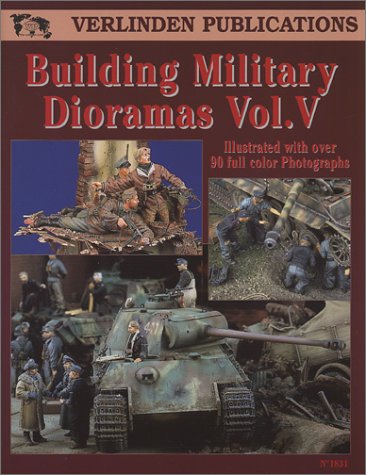 VERLINDEN PUBLICATIONS
Building Military
Dioramas Vol.V
Illustrated with over
90 full color Photographs
N°1831